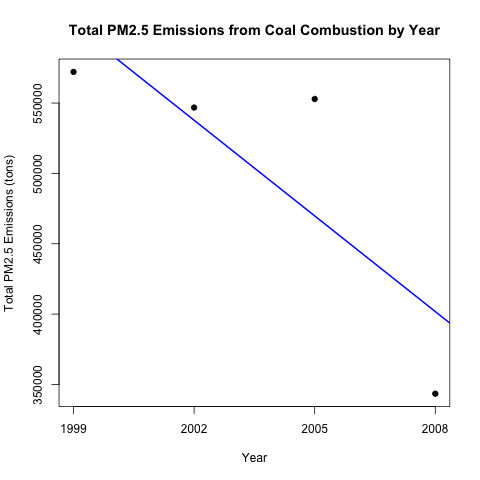 Total PM2.5 Emissions from Coal Combustion by Year
Total PM2.5 Emissions (tons)
550000
500000
450000
400000
350000
1999 2002 2005 2008
Year